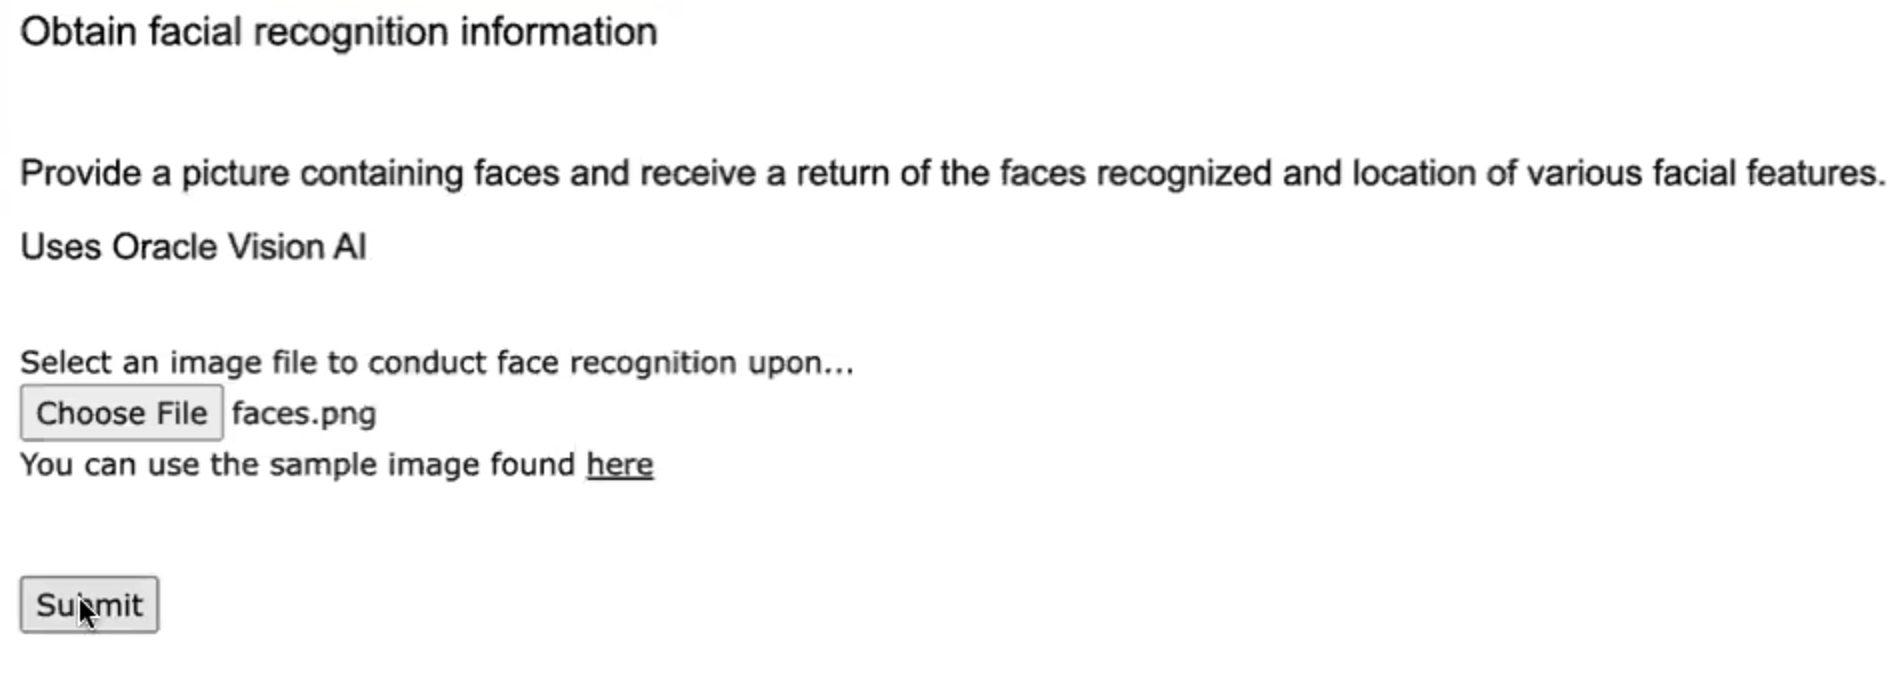 Obtain facial recognition information
Provide a picture containing faces and receive a return of the faces recognized and location of various facial features.
Uses Oracle Vision AI
Select an image file to conduct face recognition upon...
Choose File faces.png
You can use the sample image found here
Submit